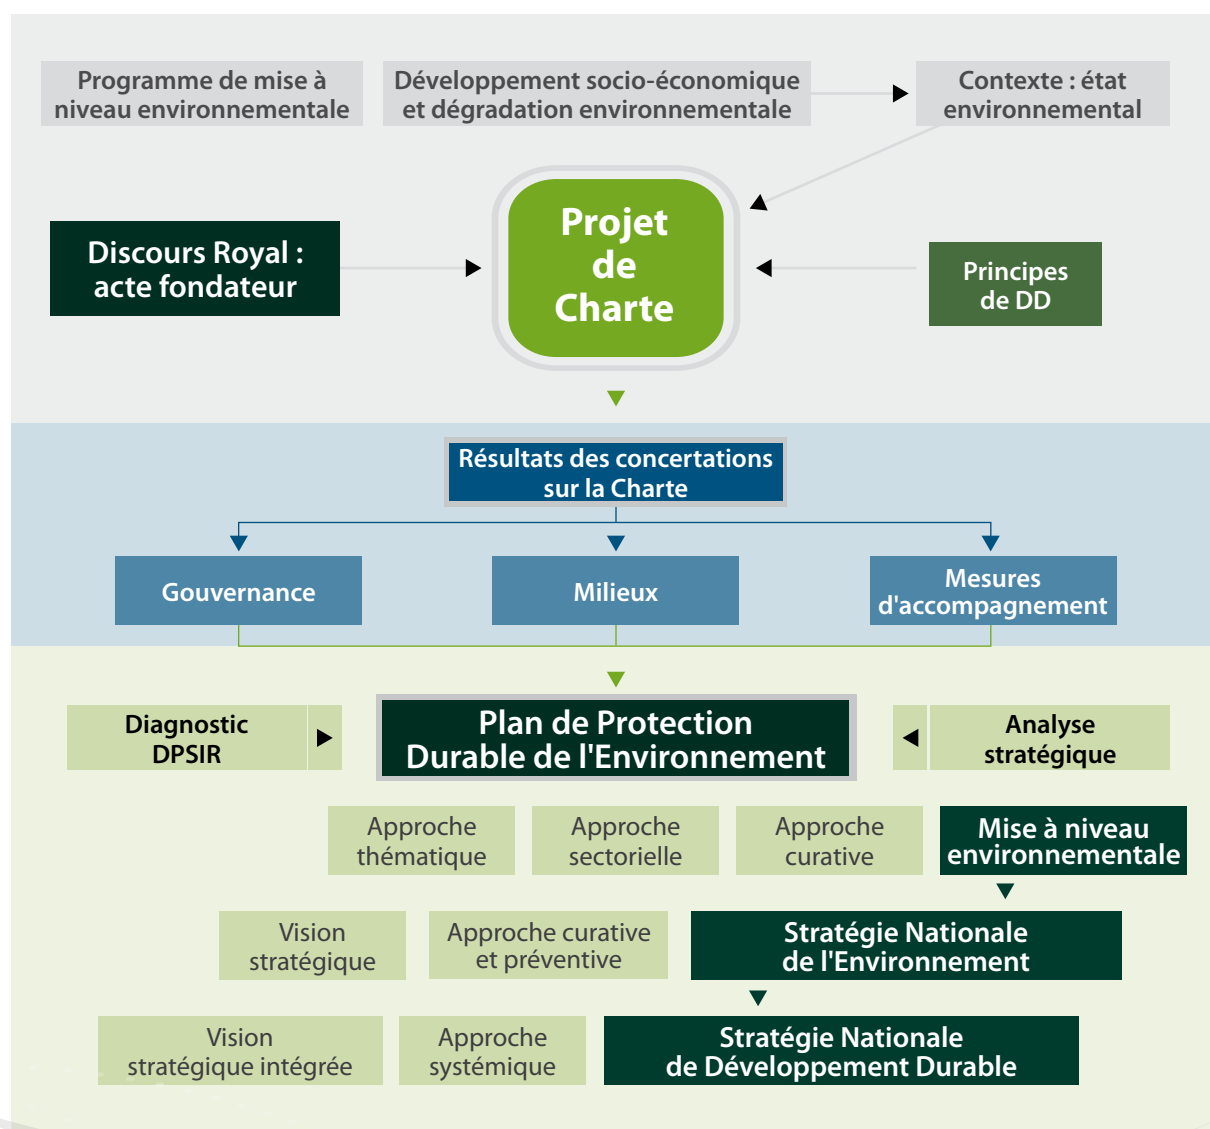 Programme de mise à
niveau environnementale
Développement socio-économique
et dégradation environnementale
Contexte : état
environnemental
Discours Royal :
acte fondateur
Projet
de
Charte
Principes
de DD
Résultats des concertations
sur la Charte
Gouvernance
Milieux
Mesures
d'accompagnement
Diagnostic
DPSIR
Plan de Protection
Durable de l'Environnement
Analyse
stratégique
Approche
thématique
Approche
sectorielle
Approche
curative
Mise à niveau
environnementale
Vision
stratégique
Approche curative
et préventive
Stratégie Nationale
de l'Environnement
Vision
stratégique intégrée
Approche
systémique
Stratégie Nationale
de Développement Durable